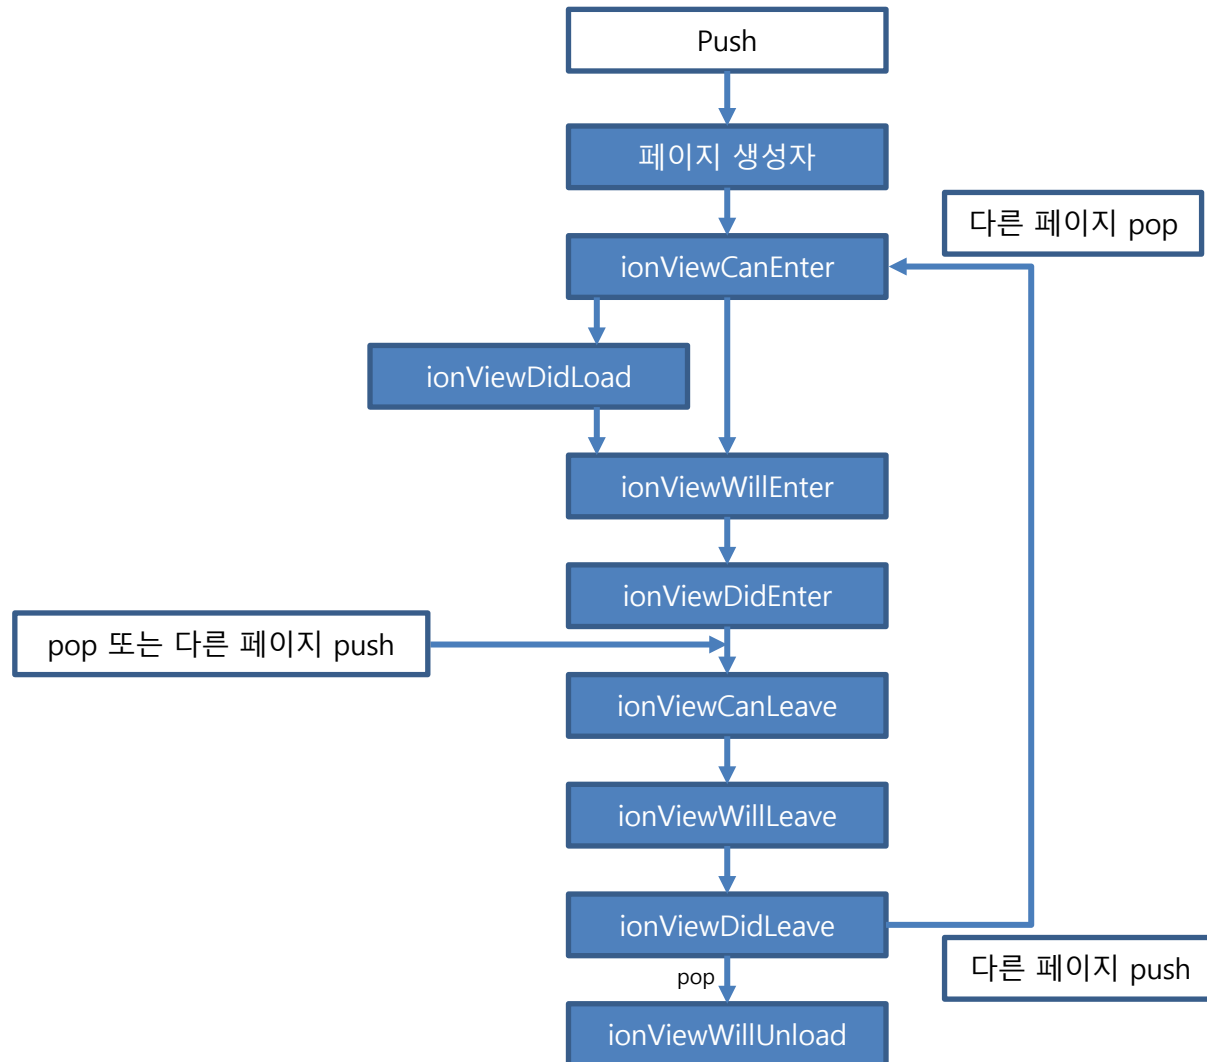 Push
페이지 생성자
다른 페이지 pop
ionViewCanEnter
ionViewDidLoad
ionViewWillEnter
ionViewDidEnter
pop 또는 다른 페이지 push
ionViewCanLeave
ionViewWillLeave
ionViewDidLeave
다른 페이지 push
pop
ionViewWillUnload